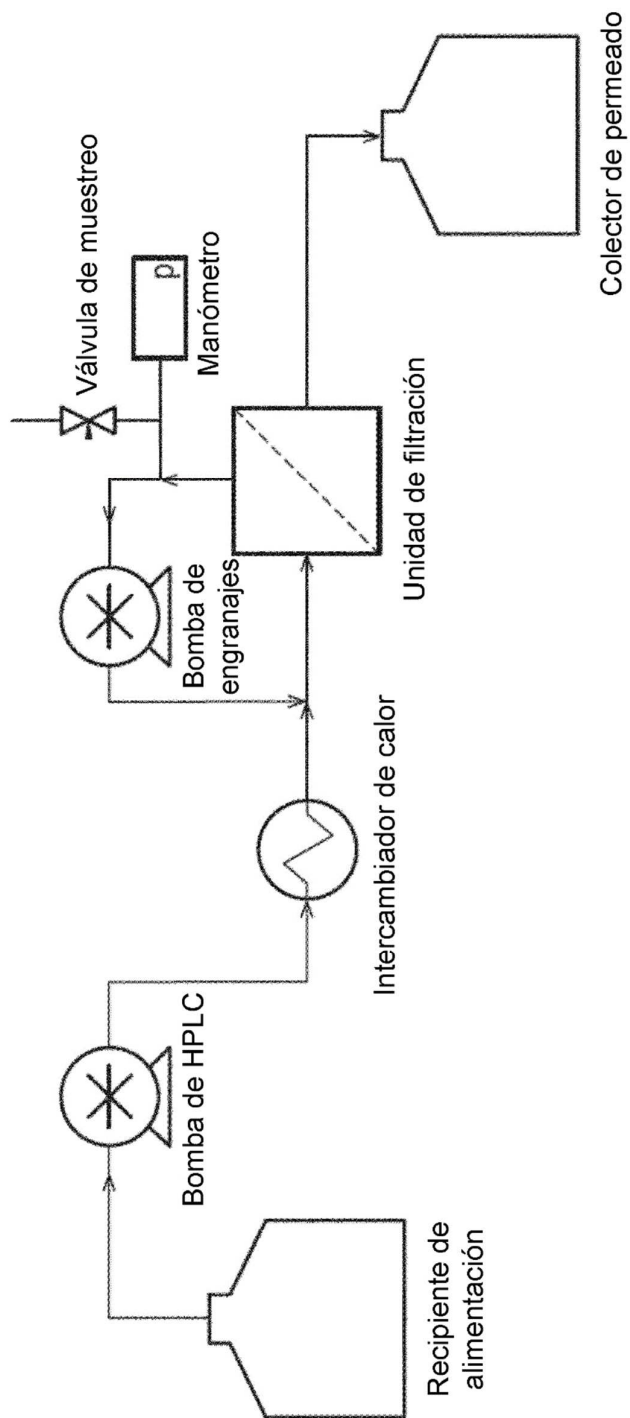 Recipiente de
alimentación
Bomba de HPLC
Intercambiador de calor
Bomba de
engranajes
Válvula de muestreo
Manómetro
p
Unidad de filtración
Colector de permeado